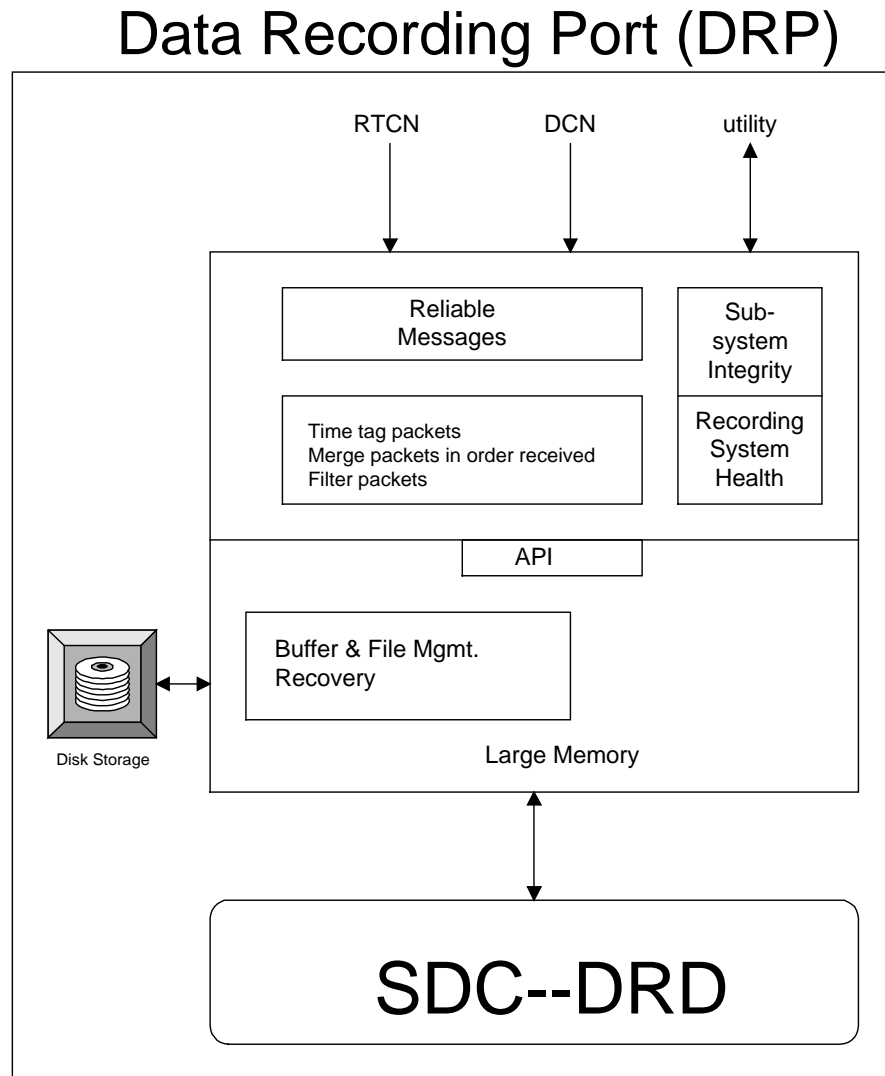 Data Recording Port (DRP)
RTCN
DCN
utility
Reliable
Messages
Sub-
system
Integrity
Time tag packets
Merge packets in order received
Filter packets
Recording
System
Health
API
Buffer & File Mgmt.
Recovery
Disk Storage
Large Memory
SDC--DRD